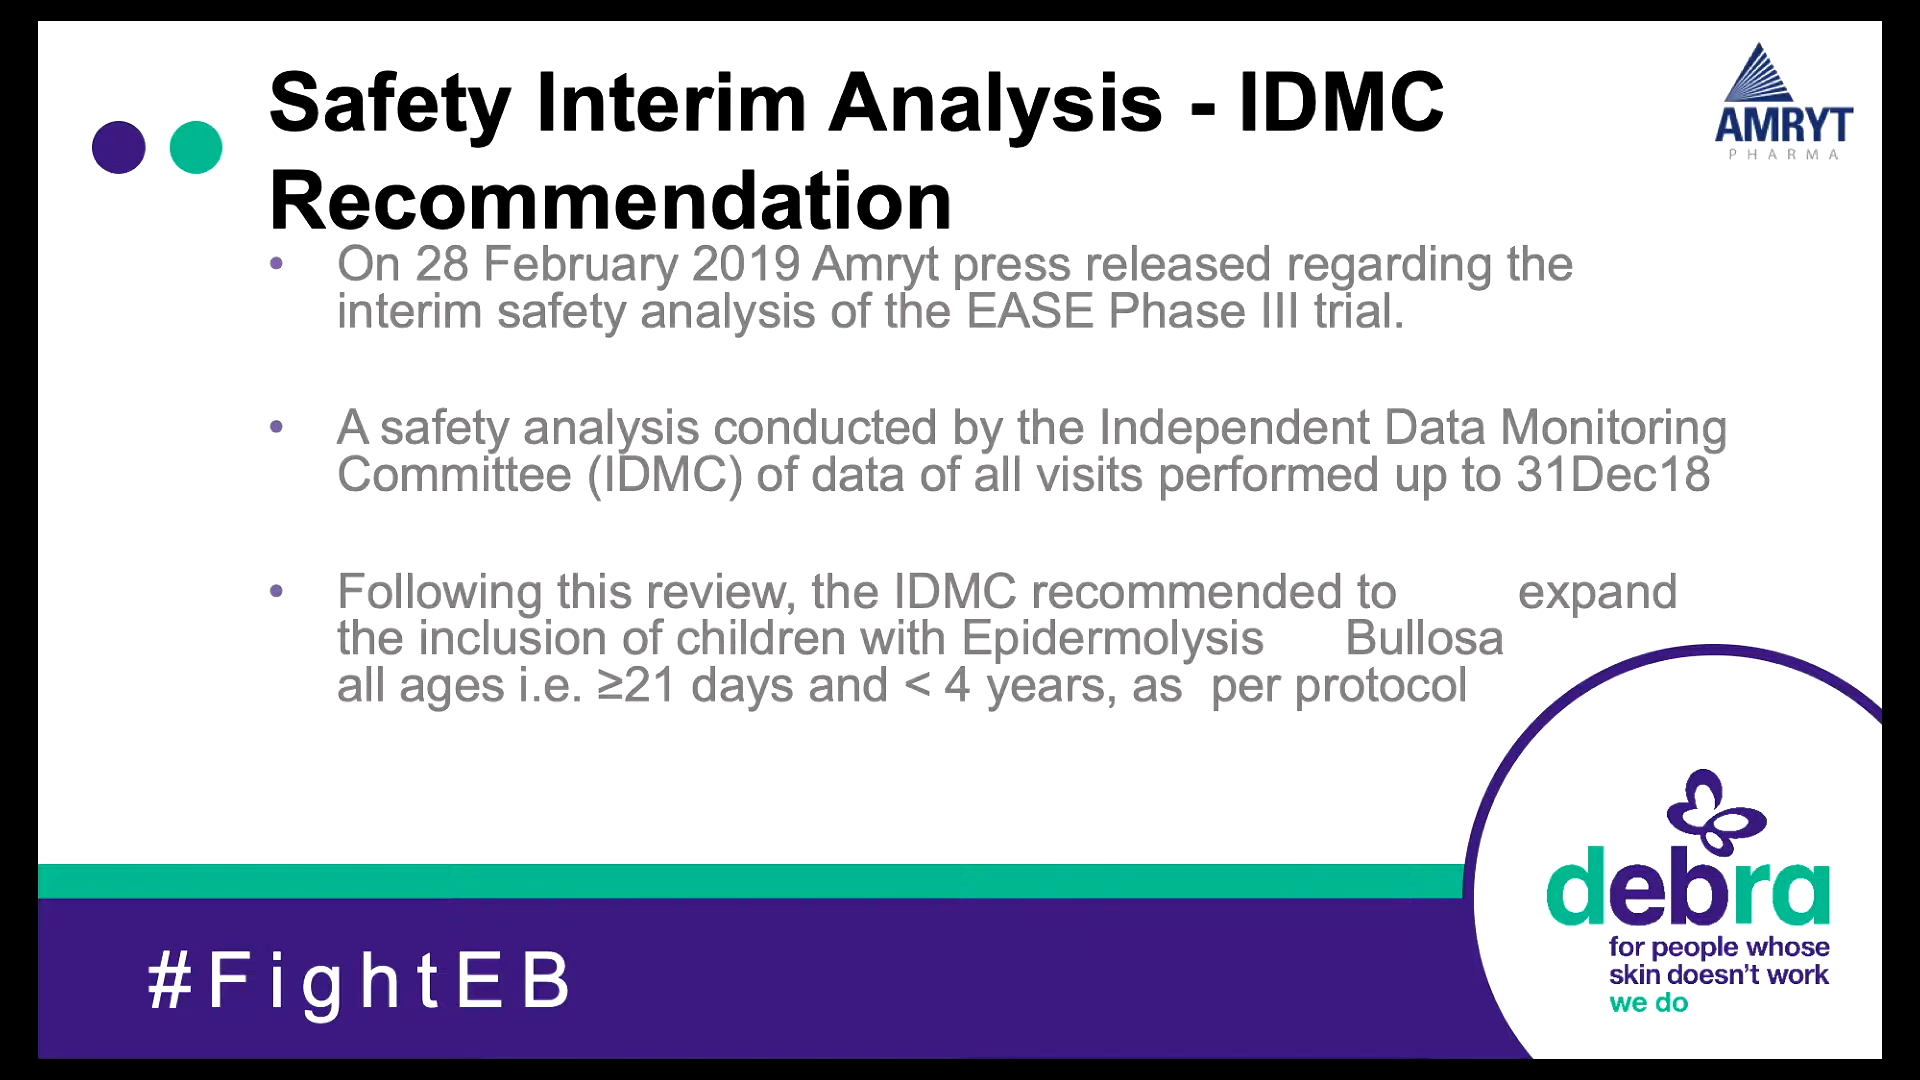 Safety Interim Analysis - IDMC
Recommendation
AMRYT
PHARMA
• On 28 February 2019 Amryt press released regarding the
interim safety analysis of the EASE Phase III trial.
• A safety analysis conducted by the Independent Data Monitoring
Committee (IDMC) of data of all visits performed up to 31Dec18
• Following this review, the IDMC recommended to expand
the inclusion of children with Epidermolysis Bullosa
all ages i.e. ≥21 days and < 4 years, as per protocol
#FightEB
debra
for people whose
skin doesn't work
we do